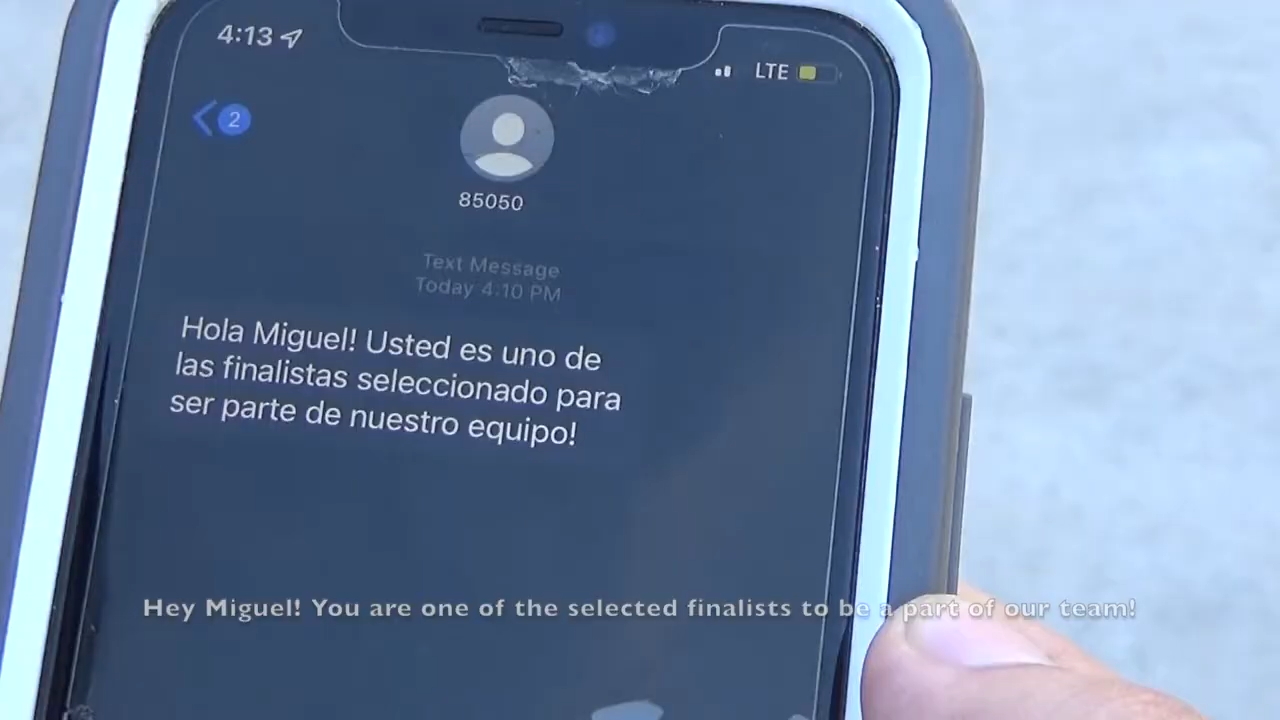 4:13
LTE
2
85050
Text Message
Today 4:10 PM
Hola Miguel! Usted es uno de
las finalistas seleccionado para
ser parte de nuestro equipo!
Hey Miguel! You are one of the selected finalists to be a part of our team!